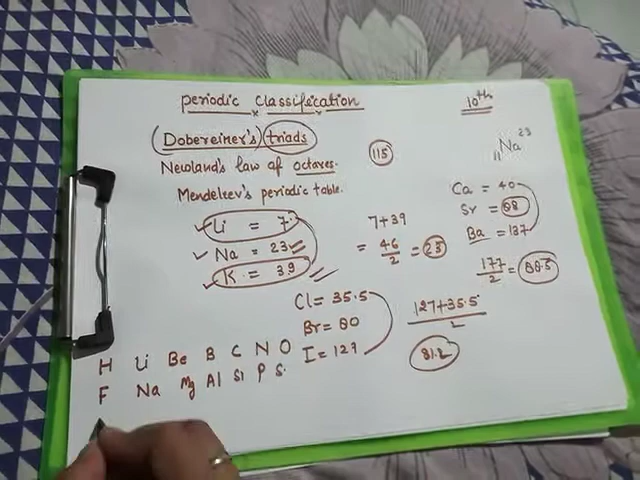 Periodic Classification
10th
(Dobereiner's) triads
Newland's law of octaves.
115
11Na23
Mendeleev's periodic table.
Li = 7
Na = 23
K = 39
7+39
= 46/2 = 23
Ca = 40
Sr = 88
Ba = 137
177/2 = 88.5
Cl = 35.5
Br = 80
I = 127
127+35.5
2
81.2
H Li Be B C N O
F Na Mg Al Si P S